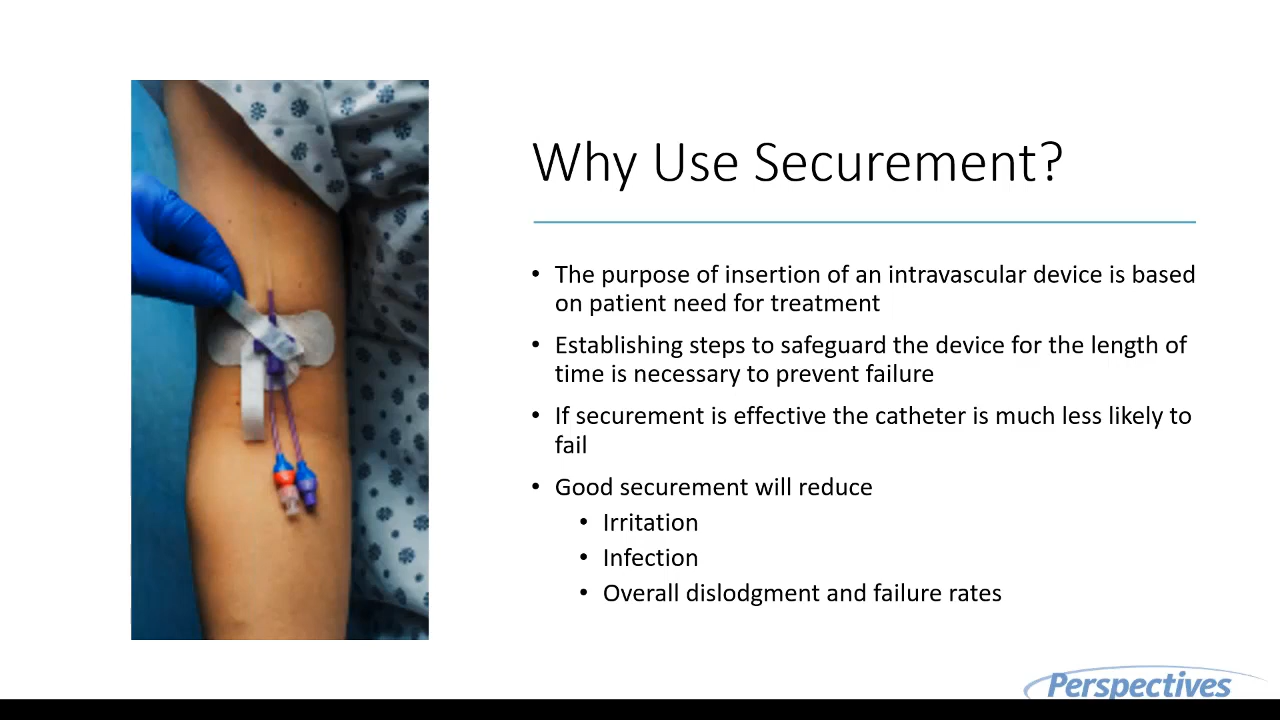 Why Use Securement?
• The purpose of insertion of an intravascular device is based
on patient need for treatment
• Establishing steps to safeguard the device for the length of
time is necessary to prevent failure
• If securement is effective the catheter is much less likely to
fail
• Good securement will reduce
• Irritation
• Infection
• Overall dislodgment and failure rates
Perspectives